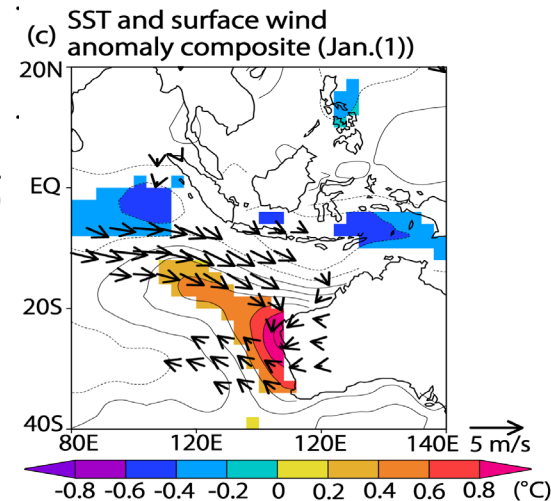 (c) SST and surface wind
anomaly composite (Jan.(1))
20N
EQ
20S
40S
80E 120E 120E 140E
5 m/s
-0.8 -0.6 -0.4 -0.2 0 0.2 0.4 0.6 0.8 (°C)